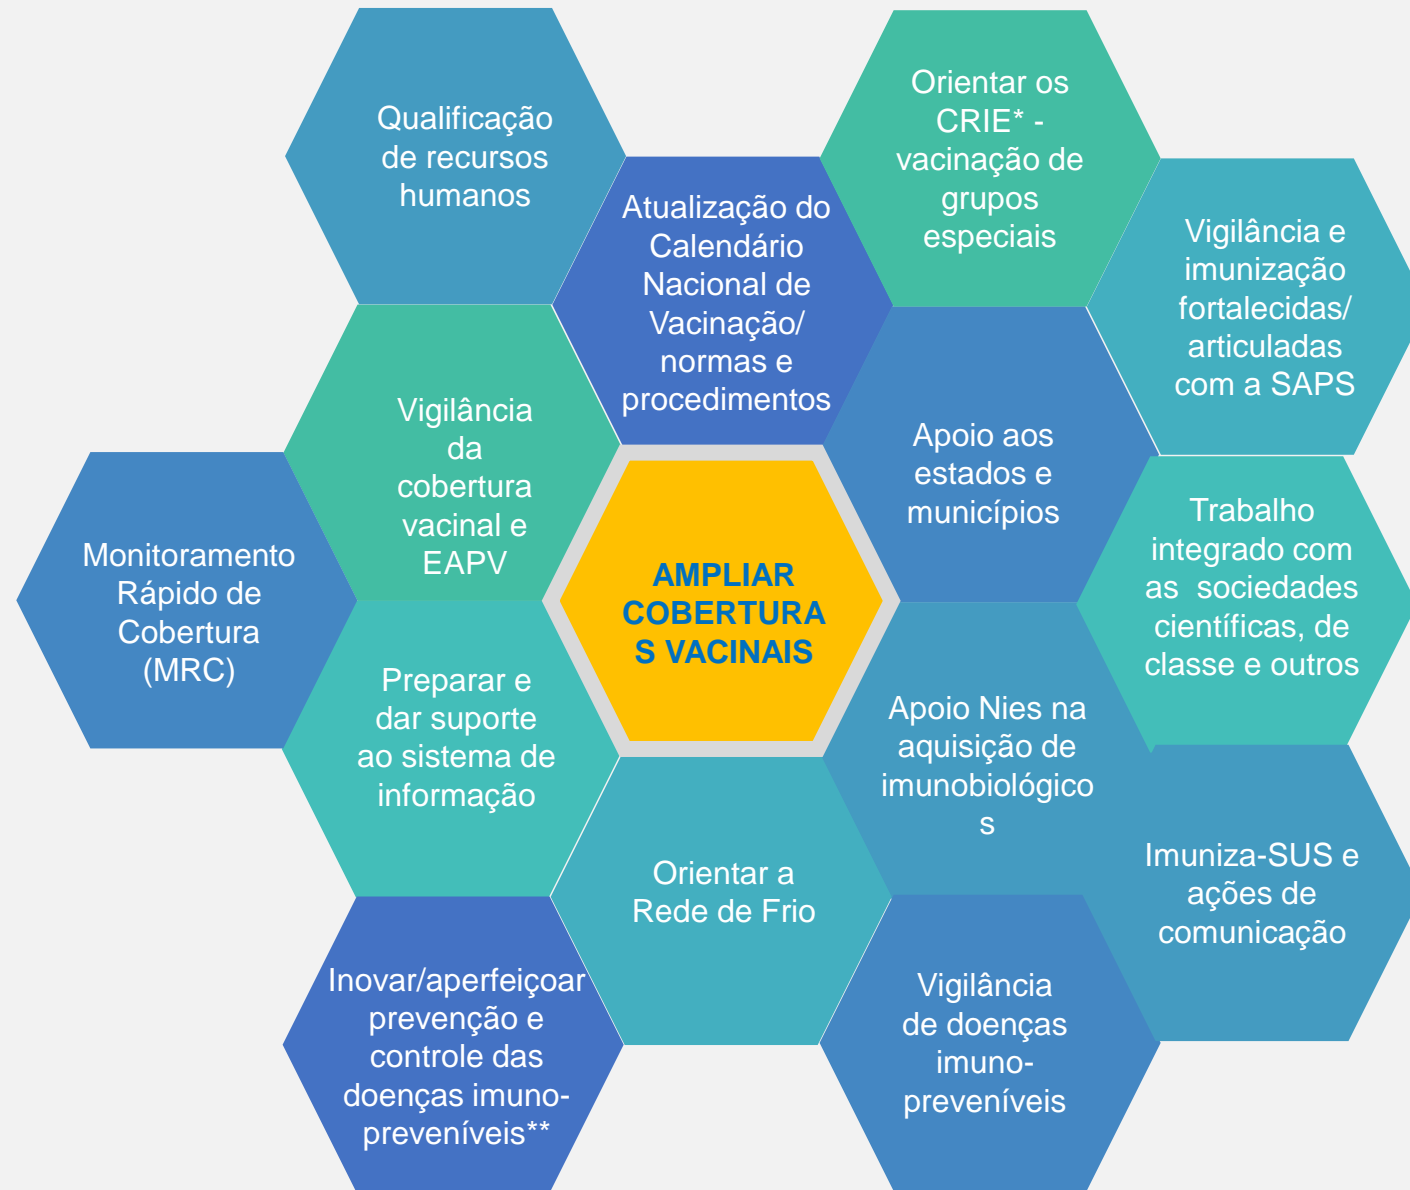 Qualificação
de recursos
humanos
Atualização do
Calendário
Nacional de
Vacinação/
normas e
procedimentos
Orientar os
CRIE* -
vacinação de
grupos
especiais
Vigilância e
imunização
fortalecidas/
articuladas
com a SAPS
Vigilância
da
cobertura
vacinal e
EAPV
Apoio aos
estados e
municípios
Monitoramento
Rápido de
Cobertura
(MRC)
AMPLIAR
COBERTURA
S VACINAIS
Trabalho
integrado com
as sociedades
científicas, de
classe e outros
Preparar e
dar suporte
ao sistema de
informação
Apoio Nies na
aquisição de
imunobiológico
s
Orientar a
Rede de Frio
Imuniza-SUS e
ações de
comunicação
Inovar/aperfeiçoar
prevenção e
controle das
doenças imuno-
preveníveis**
Vigilância
de doenças
imuno-
preveníveis